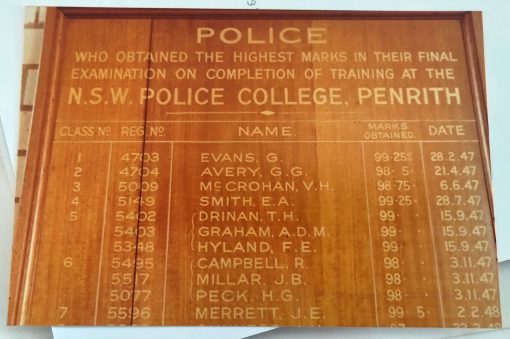 POLICE
WHO OBTAINED THE HIGHEST MARKS IN THEIR FINAL
EXAMINATION ON COMPLETION OF TRAINING AT THE
N.S.W. POLICE COLLEGE, PENRITH
CLASS Nº REG. Nº NAME MARKS OBTAINED. DATE
1 4703 EVANS, G. 99·25% 28.2.47
2 4704 AVERY, G.G. 98·5 21.4.47
3 5009 McCROHAN, V.H. 98·75· 6.6.47
4 5149 SMITH, E.A. 99·25· 28.7.47
5 5402 DRINAN, T.H. 99· 15.9.47
5403 GRAHAM, A.D.M. 99· 15.9.47
5348 HYLAND, F.E. 99· 15.9.47
6 5495 CAMPBELL, R. 98· 3.11.47
5517 MILLAR, J.B. 98· 3.11.47
5077 PECK, H.G. 98· 3.11.47
7 5596 MERRETT, J.E. 99·5 2.2.48